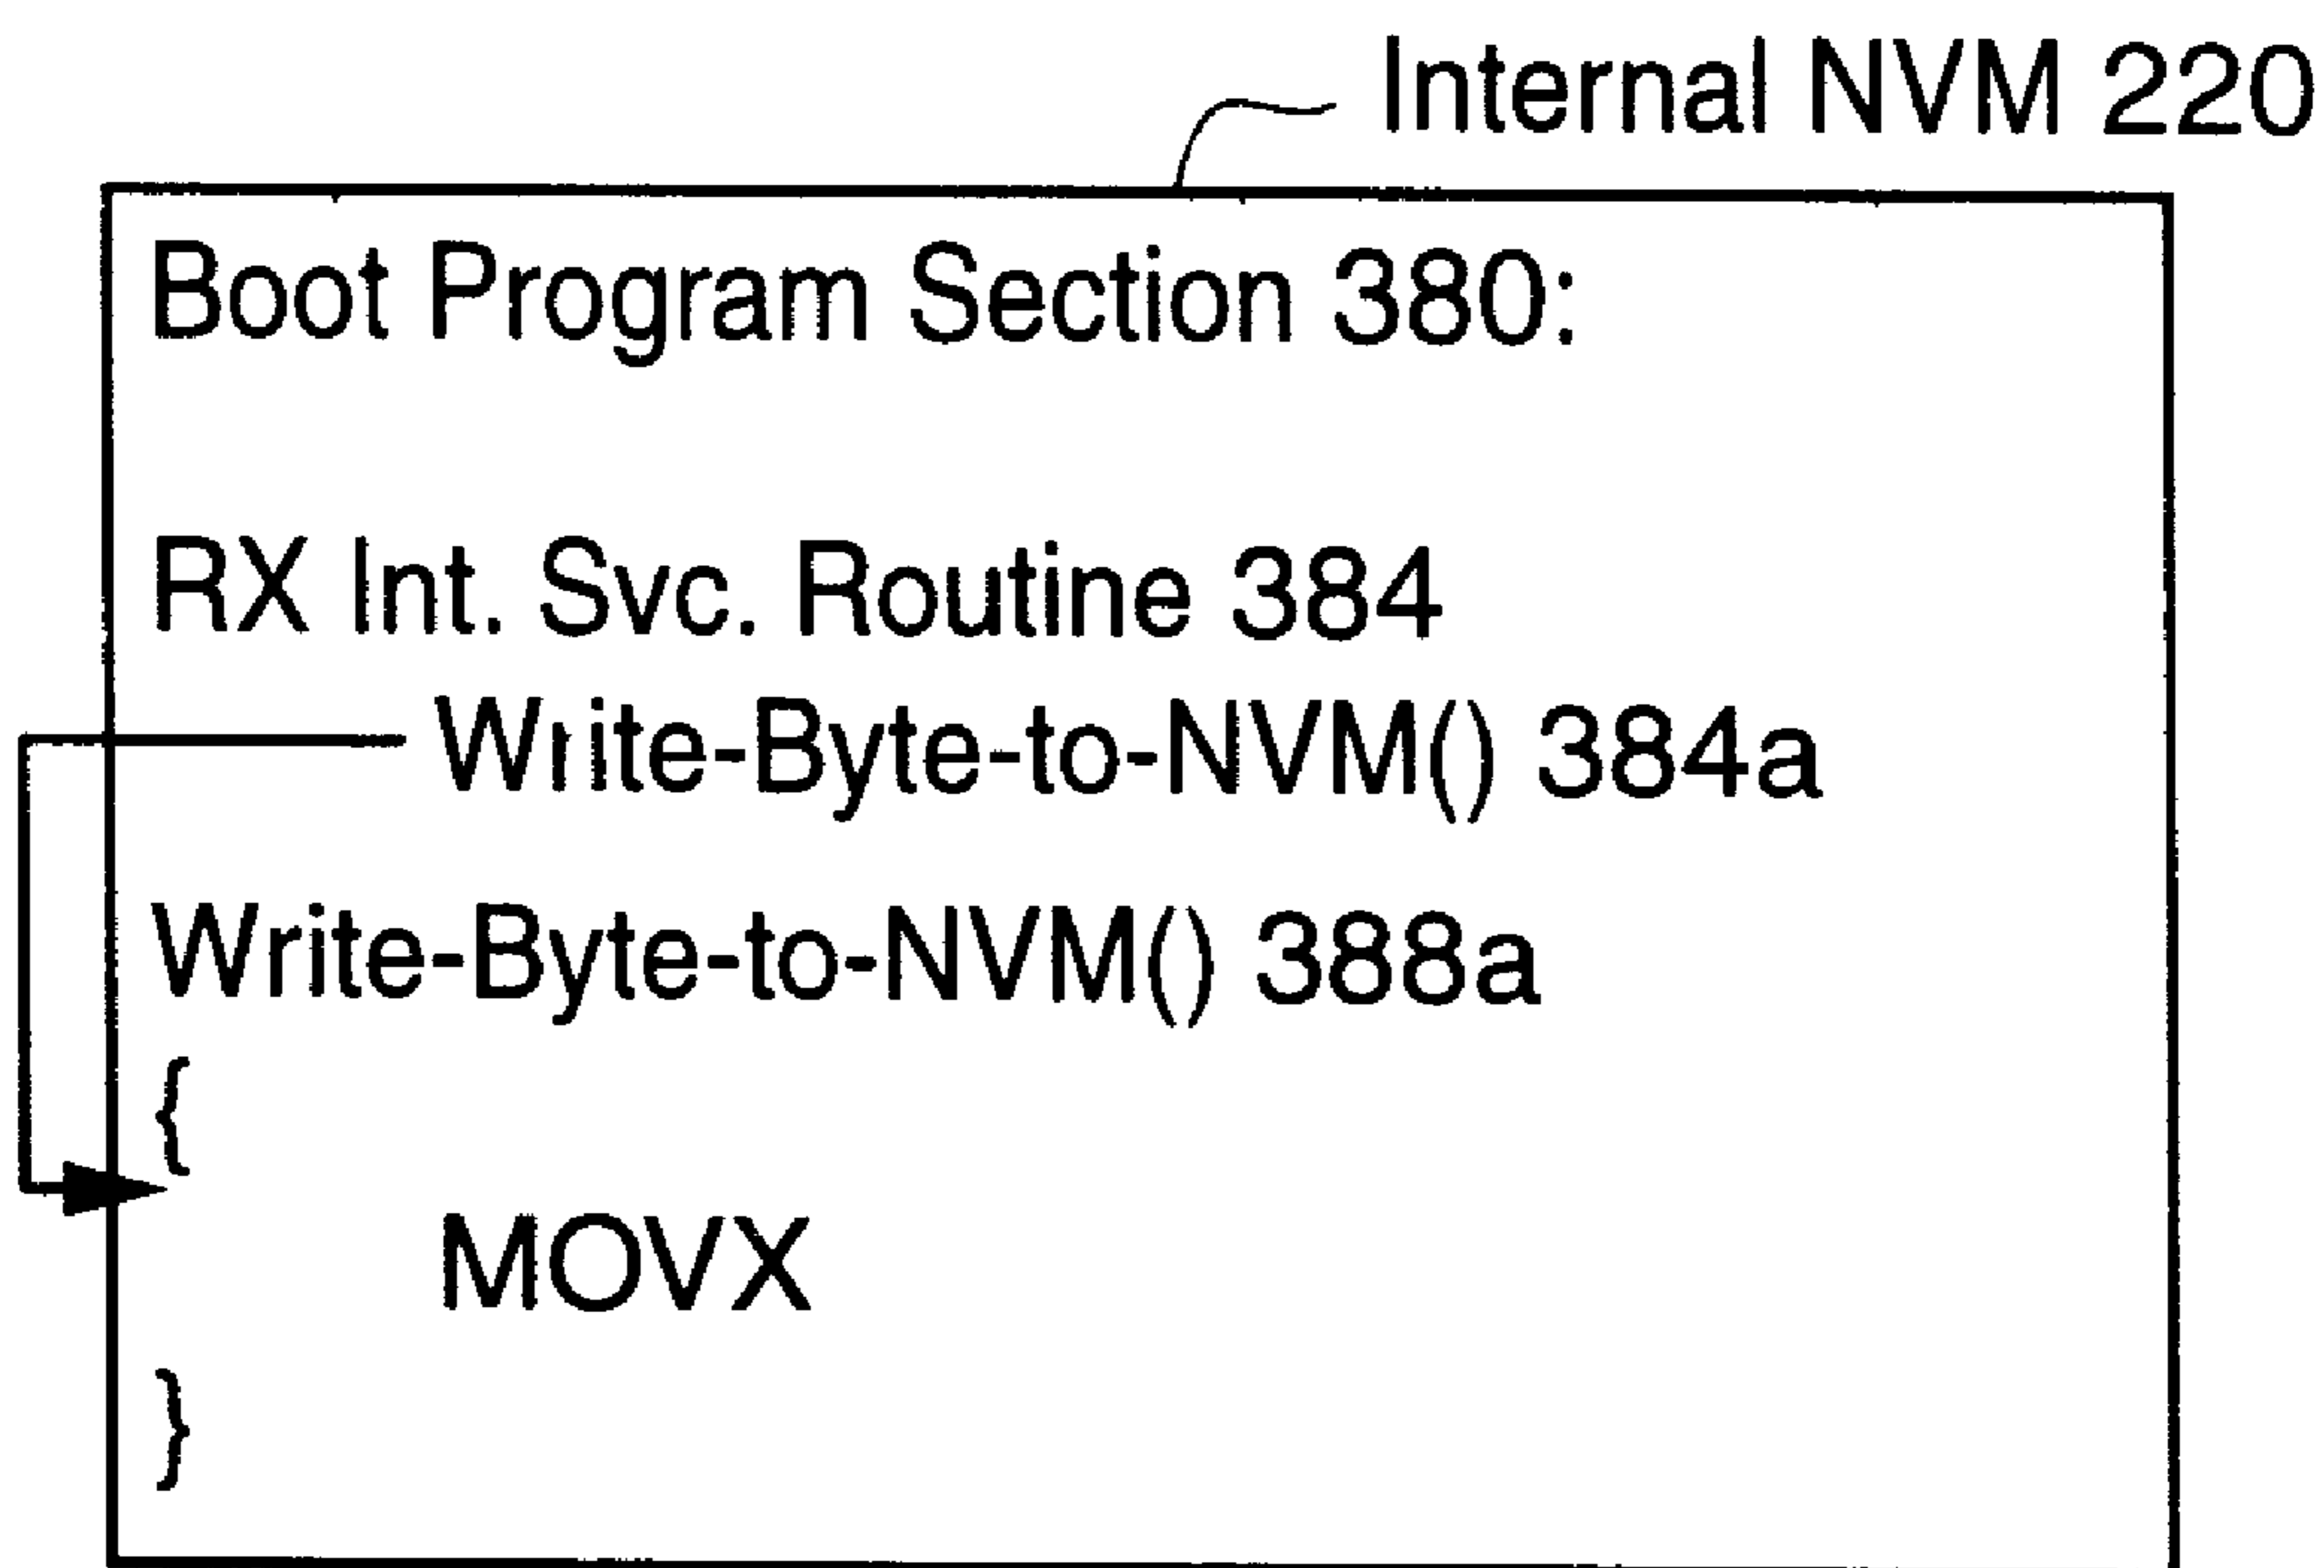 Internal NVM 220
Boot Program Section 380:
RX Int. Svc. Routine 384
Write-Byte-to-NVM() 384a
Write-Byte-to-NVM() 388a
{
MOVX
}